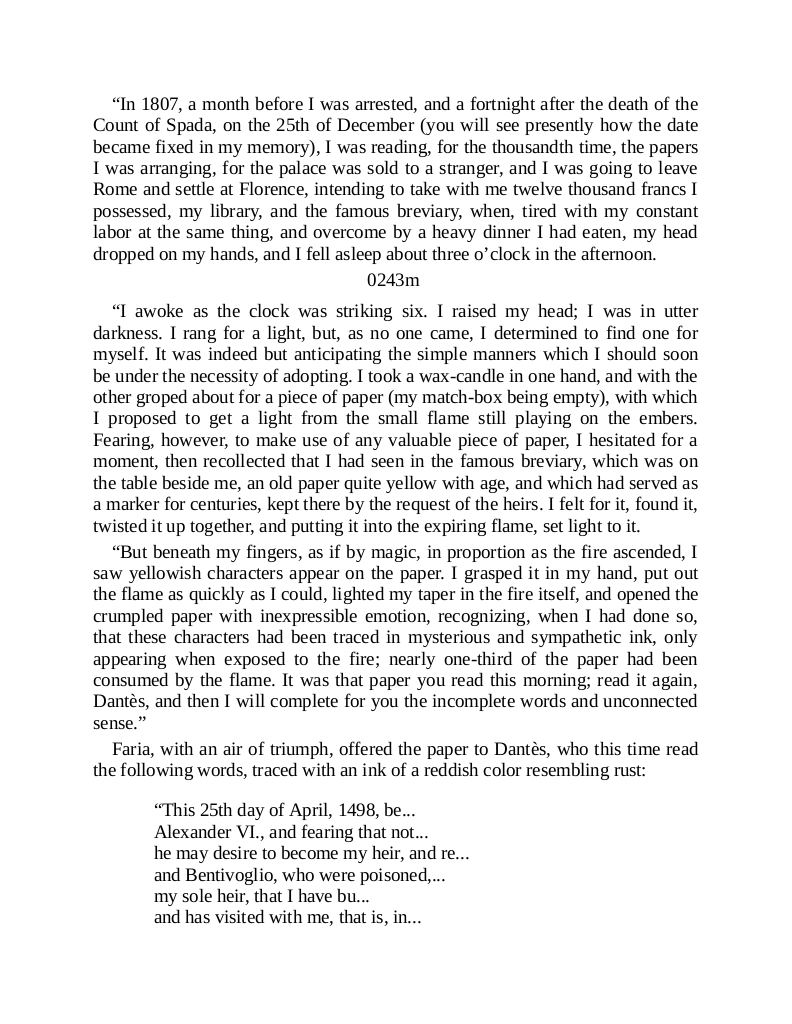 “In 1807, a month before I was arrested, and a fortnight after the death of the
Count of Spada, on the 25th of December (you will see presently how the date
became fixed in my memory), I was reading, for the thousandth time, the papers
I was arranging, for the palace was sold to a stranger, and I was going to leave
Rome and settle at Florence, intending to take with me twelve thousand francs I
possessed, my library, and the famous breviary, when, tired with my constant
labor at the same thing, and overcome by a heavy dinner I had eaten, my head
dropped on my hands, and I fell asleep about three o’clock in the afternoon.
0243m
“I awoke as the clock was striking six. I raised my head; I was in utter
darkness. I rang for a light, but, as no one came, I determined to find one for
myself. It was indeed but anticipating the simple manners which I should soon
be under the necessity of adopting. I took a wax-candle in one hand, and with the
other groped about for a piece of paper (my match-box being empty), with which
I proposed to get a light from the small flame still playing on the embers.
Fearing, however, to make use of any valuable piece of paper, I hesitated for a
moment, then recollected that I had seen in the famous breviary, which was on
the table beside me, an old paper quite yellow with age, and which had served as
a marker for centuries, kept there by the request of the heirs. I felt for it, found it,
twisted it up together, and putting it into the expiring flame, set light to it.
“But beneath my fingers, as if by magic, in proportion as the fire ascended, I
saw yellowish characters appear on the paper. I grasped it in my hand, put out
the flame as quickly as I could, lighted my taper in the fire itself, and opened the
crumpled paper with inexpressible emotion, recognizing, when I had done so,
that these characters had been traced in mysterious and sympathetic ink, only
appearing when exposed to the fire; nearly one-third of the paper had been
consumed by the flame. It was that paper you read this morning; read it again,
Dantès, and then I will complete for you the incomplete words and unconnected
sense.”
Faria, with an air of triumph, offered the paper to Dantès, who this time read
the following words, traced with an ink of a reddish color resembling rust:
“This 25th day of April, 1498, be...
Alexander VI., and fearing that not...
he may desire to become my heir, and re...
and Bentivoglio, who were poisoned,...
my sole heir, that I have bu...
and has visited with me, that is, in...